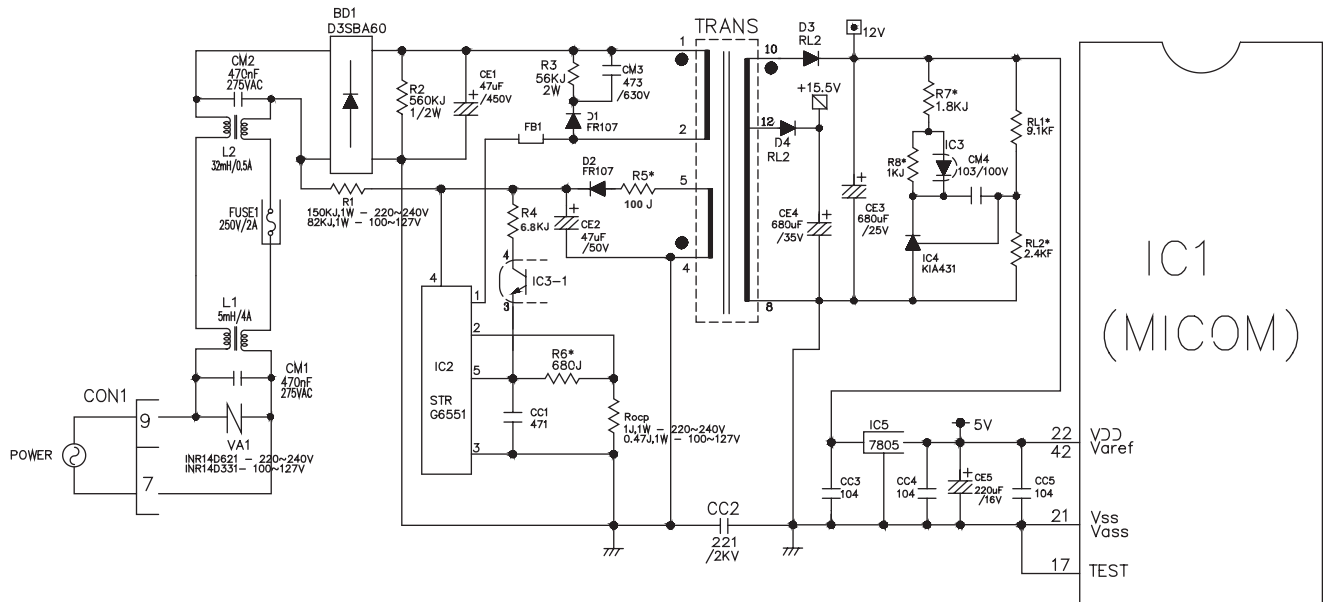 BD1
D3SBA60
TRANS
D3
RL2
12V
CM2
470nF
275VAC
R2
560KJ
1/2W
CE1
47uF
/450V
R3
56KJ
2W
CM3
473
/630V
1
10
+15.5V
R7*
1.8KJ
RL1*
9.1KF
D1
FR107
FB1
2
12
D4
RL2
IC3
R8*
1KJ
CM4
103/100V
L2
32mH/0.5A
D2
FR107
R5*
100 J
5
R1
150KJ,1W - 220~240V
82KJ,1W - 100~127V
FUSE1
250V/2A
R4
6.8KJ
CE2
47uF
/50V
CE4
680uF
/35V
CE3
680uF
/25V
RL2*
2.4KF
IC4
KIA431
IC1
(MICOM)
4
4
IC3-1
3
4
8
L1
5mH/4A
1
2
R6*
680J
IC2
5
STR
G6551
CM1
470nF
275VAC
CON1
9
CC1
471
Rocp
1J,1W - 220~240V
0.47J,1W - 100~127V
3
VA1
INR14D621 - 220~240V
INR14D331- 100~127V
POWER
7
5V
IC5
7805
22
42
VDD
Varef
CC3
104
CC4
104
CE5
220uF
/16V
CC5
104
CC2
221
/2KV
21
Vss
Vass
17
TEST